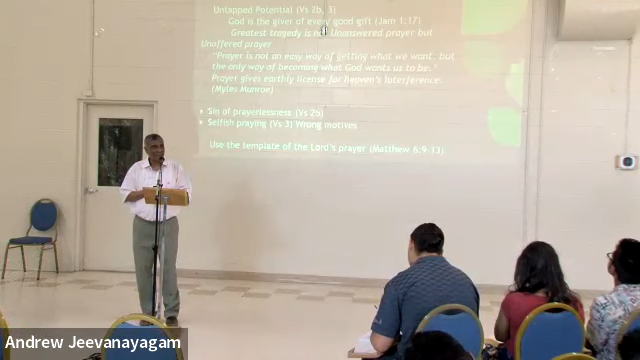 Untapped Potential (Vs 2b, 3)
God is the giver of every good gift (Jam 1:17)
Greatest tragedy is not Unanswered prayer but
Unoffered prayer
"Prayer is not an easy way of getting what we want, but
the only way of becoming what God wants us to be."
Prayer gives earthly license for heaven's interference.
(Myles Munroe)
Sin of prayerlessness (Vs 2b)
Selfish praying (Vs 3) Wrong motives
Use the template of the Lord's prayer (Matthew 6:9-13)
Andrew Jeevanayagam